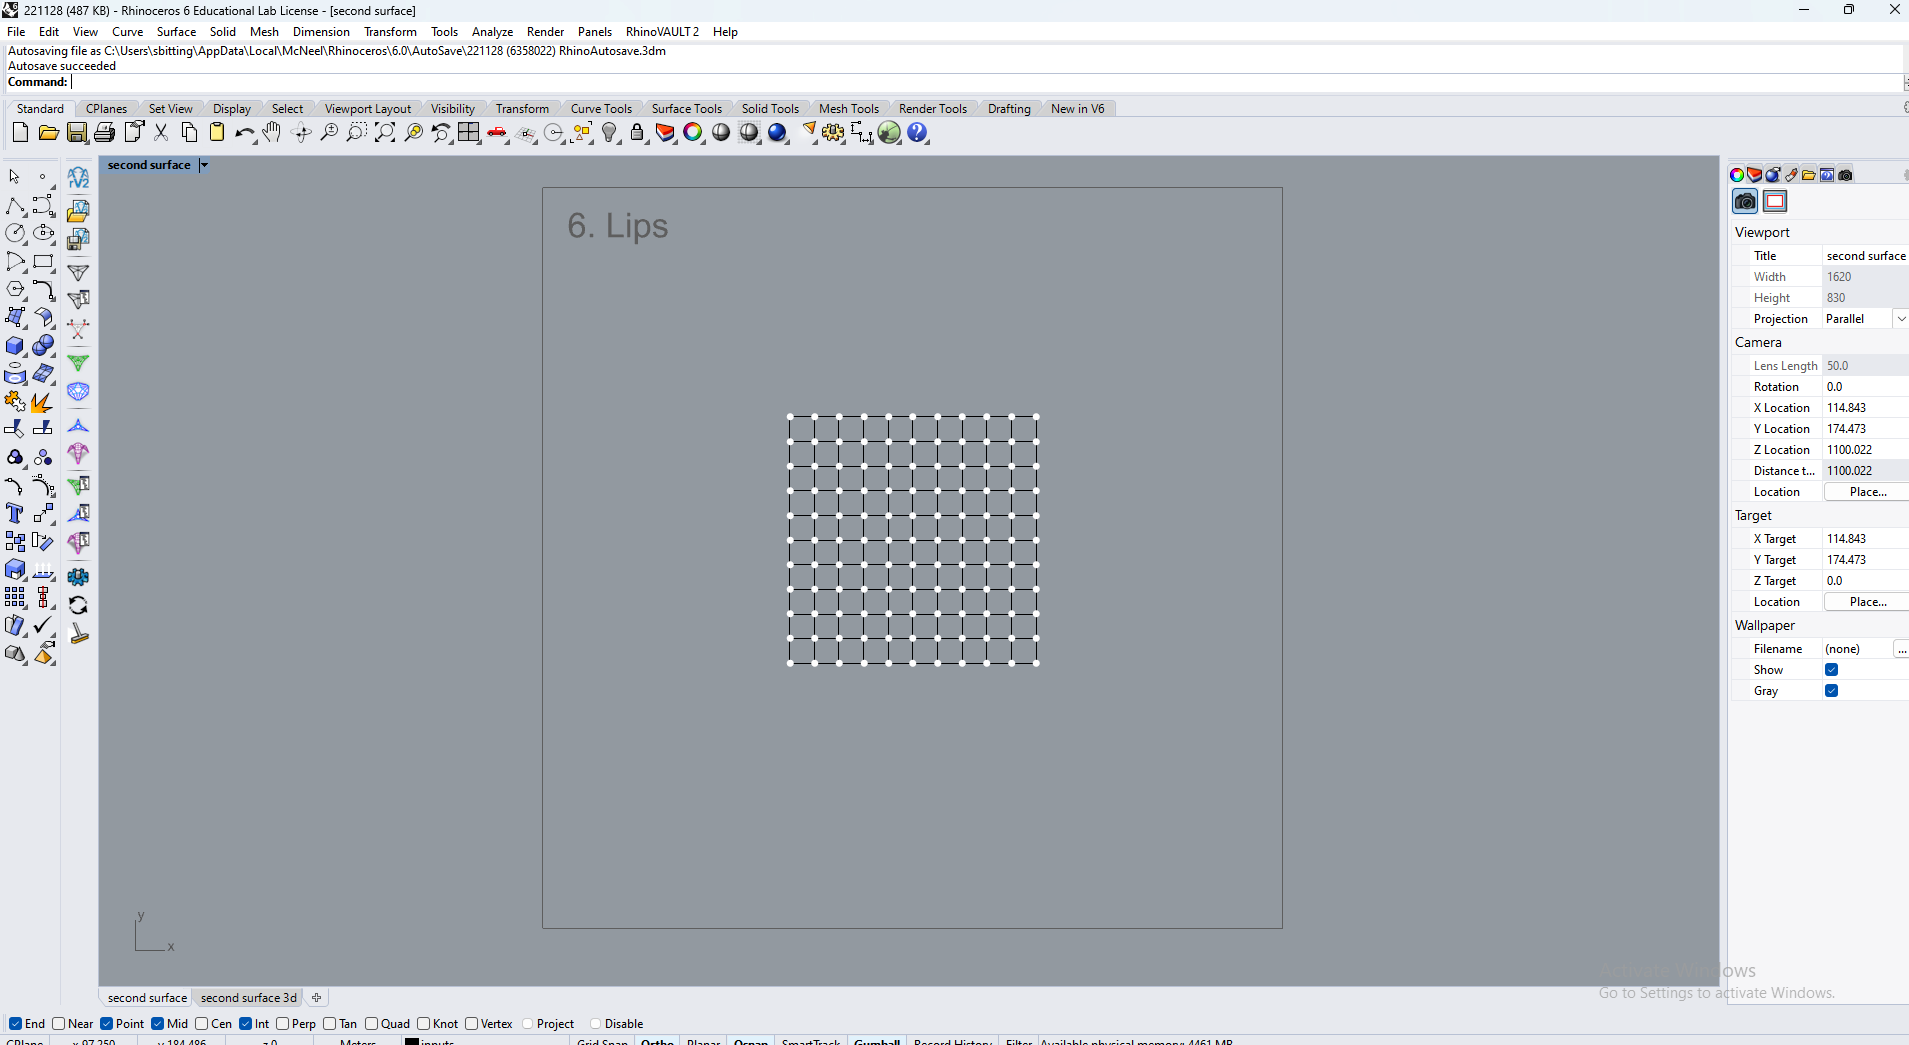 221128 (487 KB) - Rhinoceros 6 Educational Lab License - [second surface]
File Edit View Curve Surface Solid Mesh Dimension Transform Tools Analyze Render Panels RhinoVAULT 2 Help
Autosaving file as C:\Users\sbitting\AppData\Local\McNeel\Rhinoceros\6.0\AutoSave\221128 (6358022) RhinoAutosave.3dm
Autosave succeeded
Command:
Standard CPlanes Set View Display Select Viewport Layout Visibility Transform Curve Tools Surface Tools Solid Tools Mesh Tools Render Tools Drafting New in V6
second surface
rV2
6. Lips
y
x
Viewport
Title second surface
Width 1620
Height 830
Projection Parallel
Camera
Lens Length 50.0
Rotation 0.0
X Location 114.843
Y Location 174.473
Z Location 1100.022
Distance t... 1100.022
Location Place...
Target
X Target 114.843
Y Target 174.473
Z Target 0.0
Location Place...
Wallpaper
Filename (none) ...
Show
Gray
Activate Windows
Go to Settings to activate Windows.
second surface second surface 3d
End Near Point Mid Cen Int Perp Tan Quad Knot Vertex Project Disable
CPlane x 97.250 y 184.486 z 0 Meters inputs Grid Snap Ortho Planar Osnap SmartTrack Gumball Record History Filter Available physical memory: 4461 MB